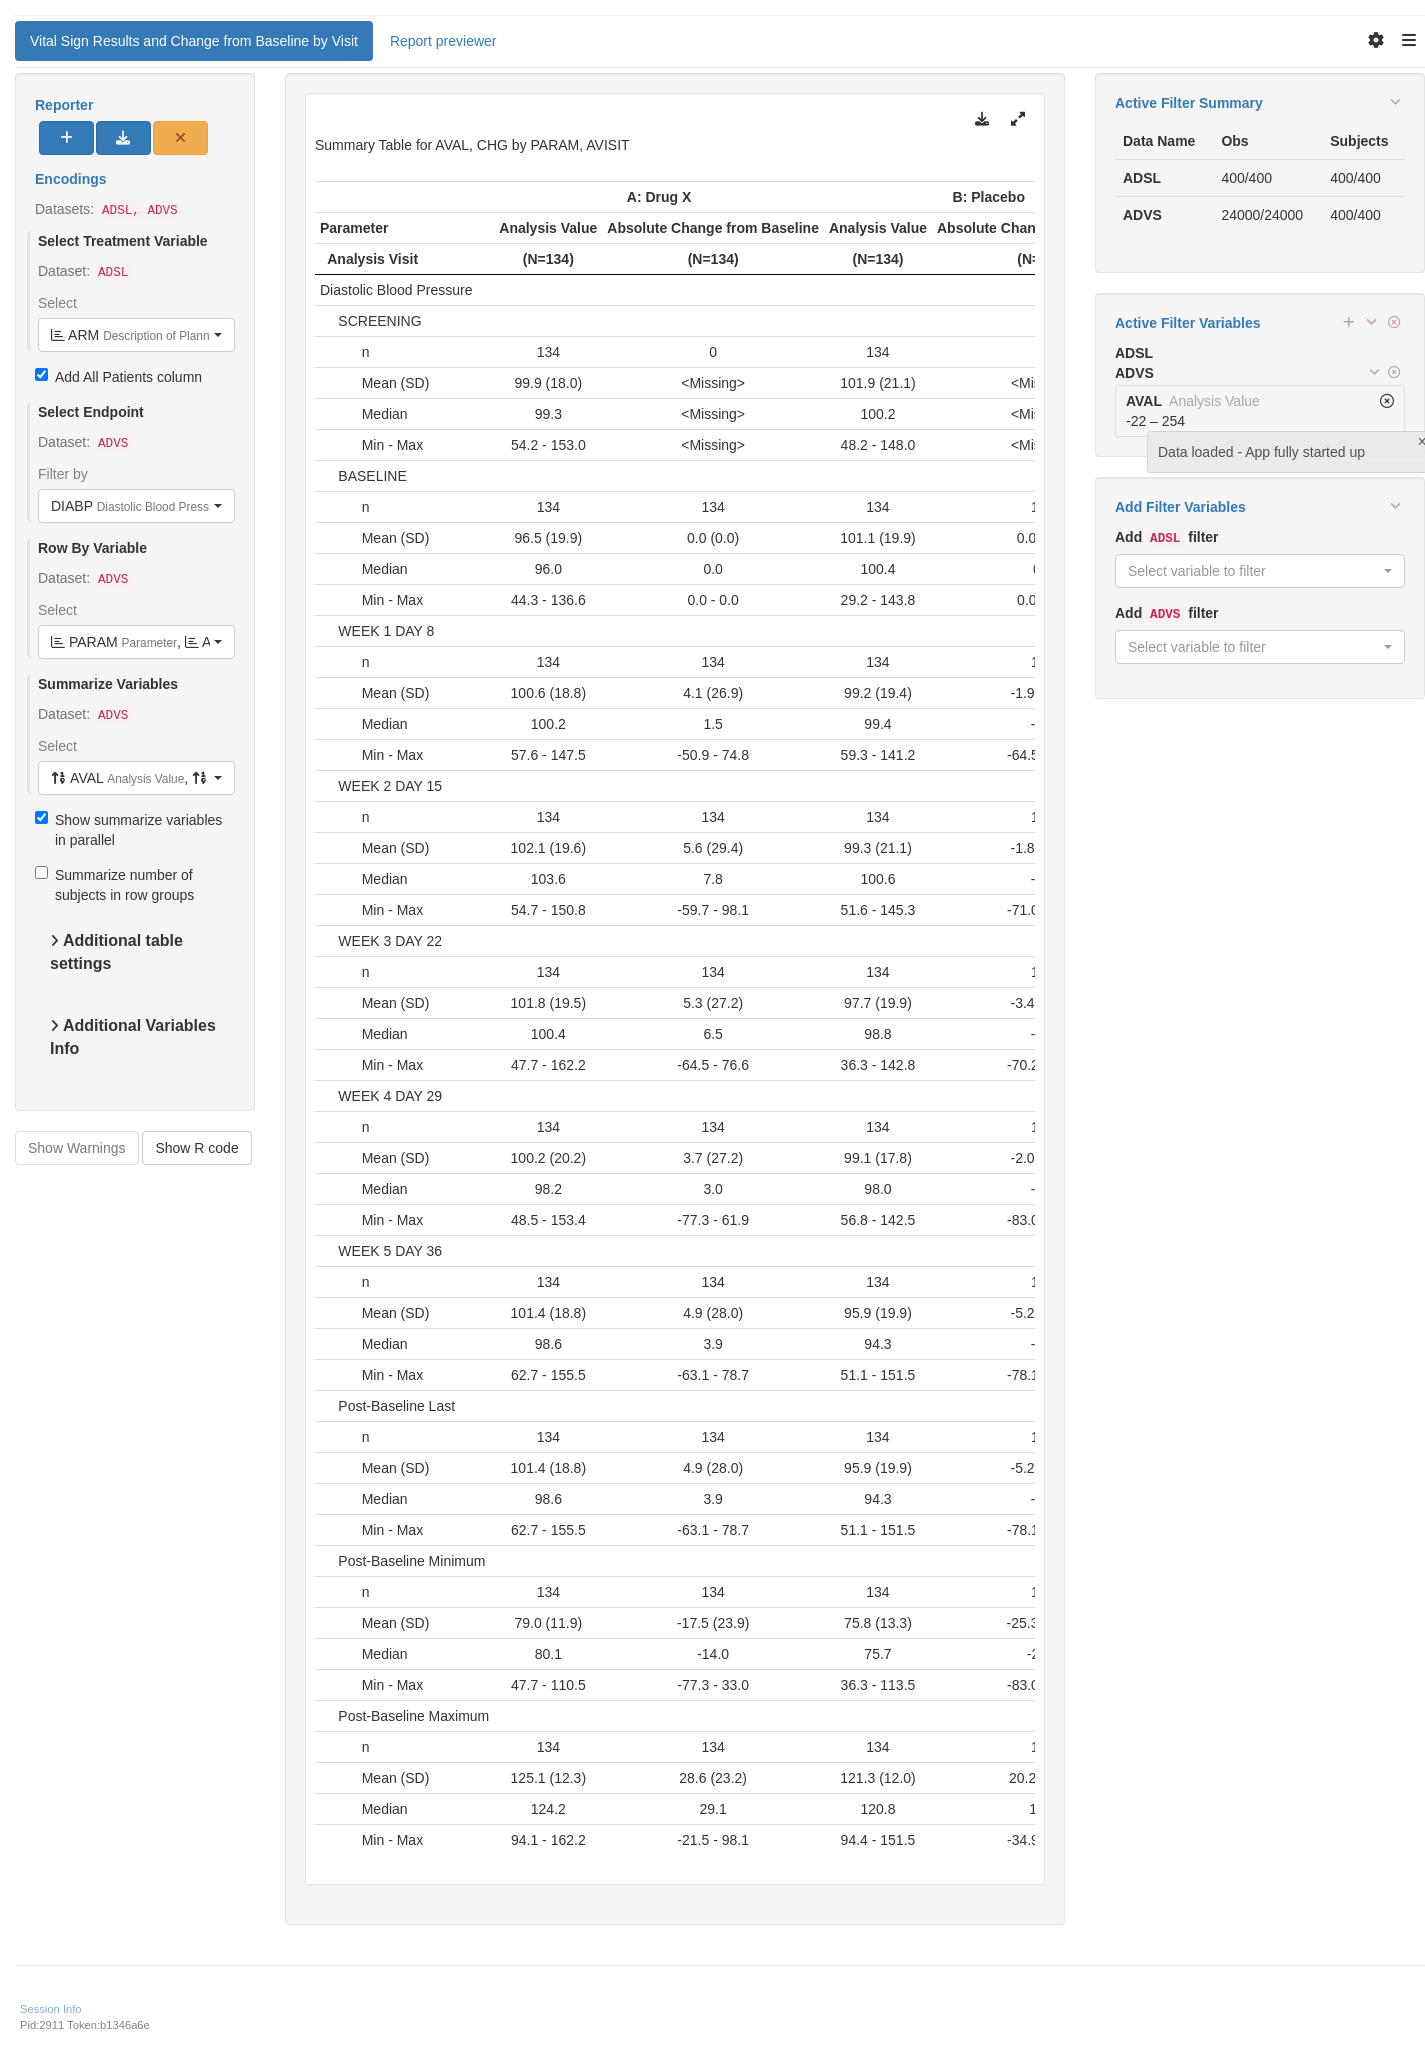 Vital Sign Results and Change from Baseline by Visit
Report previewer
Reporter
Encodings
Datasets: ADSL, ADVS
Select Treatment Variable
Dataset: ADSL
Select
ARM Description of Plann
Add All Patients column
Select Endpoint
Dataset: ADVS
Filter by
DIABP Diastolic Blood Press
Row By Variable
Dataset: ADVS
Select
PARAM Parameter, A
Summarize Variables
Dataset: ADVS
Select
AVAL Analysis Value,
Show summarize variables
in parallel
Summarize number of
subjects in row groups
Additional table
settings
Additional Variables
Info
Show Warnings
Show R code
Summary Table for AVAL, CHG by PARAM, AVISIT
A: Drug X B: Placebo
Parameter Analysis Value Absolute Change from Baseline Analysis Value Absolute Chan
Analysis Visit (N=134) (N=134) (N=134) (N=
Diastolic Blood Pressure
SCREENING
n 134 0 134
Mean (SD) 99.9 (18.0) <Missing> 101.9 (21.1) <Mis
Median 99.3 <Missing> 100.2 <Mis
Min - Max 54.2 - 153.0 <Missing> 48.2 - 148.0 <Mis
BASELINE
n 134 134 134 1
Mean (SD) 96.5 (19.9) 0.0 (0.0) 101.1 (19.9) 0.0
Median 96.0 0.0 100.4
Min - Max 44.3 - 136.6 0.0 - 0.0 29.2 - 143.8 0.0
WEEK 1 DAY 8
n 134 134 134 1
Mean (SD) 100.6 (18.8) 4.1 (26.9) 99.2 (19.4) -1.9
Median 100.2 1.5 99.4 -
Min - Max 57.6 - 147.5 -50.9 - 74.8 59.3 - 141.2 -64.5
WEEK 2 DAY 15
n 134 134 134 1
Mean (SD) 102.1 (19.6) 5.6 (29.4) 99.3 (21.1) -1.8
Median 103.6 7.8 100.6 -
Min - Max 54.7 - 150.8 -59.7 - 98.1 51.6 - 145.3 -71.0
WEEK 3 DAY 22
n 134 134 134 1
Mean (SD) 101.8 (19.5) 5.3 (27.2) 97.7 (19.9) -3.4
Median 100.4 6.5 98.8 -
Min - Max 47.7 - 162.2 -64.5 - 76.6 36.3 - 142.8 -70.2
WEEK 4 DAY 29
n 134 134 134 1
Mean (SD) 100.2 (20.2) 3.7 (27.2) 99.1 (17.8) -2.0
Median 98.2 3.0 98.0 -
Min - Max 48.5 - 153.4 -77.3 - 61.9 56.8 - 142.5 -83.0
WEEK 5 DAY 36
n 134 134 134 1
Mean (SD) 101.4 (18.8) 4.9 (28.0) 95.9 (19.9) -5.2
Median 98.6 3.9 94.3 -
Min - Max 62.7 - 155.5 -63.1 - 78.7 51.1 - 151.5 -78.1
Post-Baseline Last
n 134 134 134 1
Mean (SD) 101.4 (18.8) 4.9 (28.0) 95.9 (19.9) -5.2
Median 98.6 3.9 94.3 -
Min - Max 62.7 - 155.5 -63.1 - 78.7 51.1 - 151.5 -78.1
Post-Baseline Minimum
n 134 134 134 1
Mean (SD) 79.0 (11.9) -17.5 (23.9) 75.8 (13.3) -25.3
Median 80.1 -14.0 75.7 -2
Min - Max 47.7 - 110.5 -77.3 - 33.0 36.3 - 113.5 -83.0
Post-Baseline Maximum
n 134 134 134 1
Mean (SD) 125.1 (12.3) 28.6 (23.2) 121.3 (12.0) 20.2
Median 124.2 29.1 120.8 1
Min - Max 94.1 - 162.2 -21.5 - 98.1 94.4 - 151.5 -34.9
Active Filter Summary
Data Name Obs Subjects
ADSL 400/400 400/400
ADVS 24000/24000 400/400
Active Filter Variables
ADSL
ADVS
AVAL Analysis Value
-22 – 254
Data loaded - App fully started up
Add Filter Variables
Add ADSL filter
Select variable to filter
Add ADVS filter
Select variable to filter
Session Info
Pid:2911 Token:b1346a6e